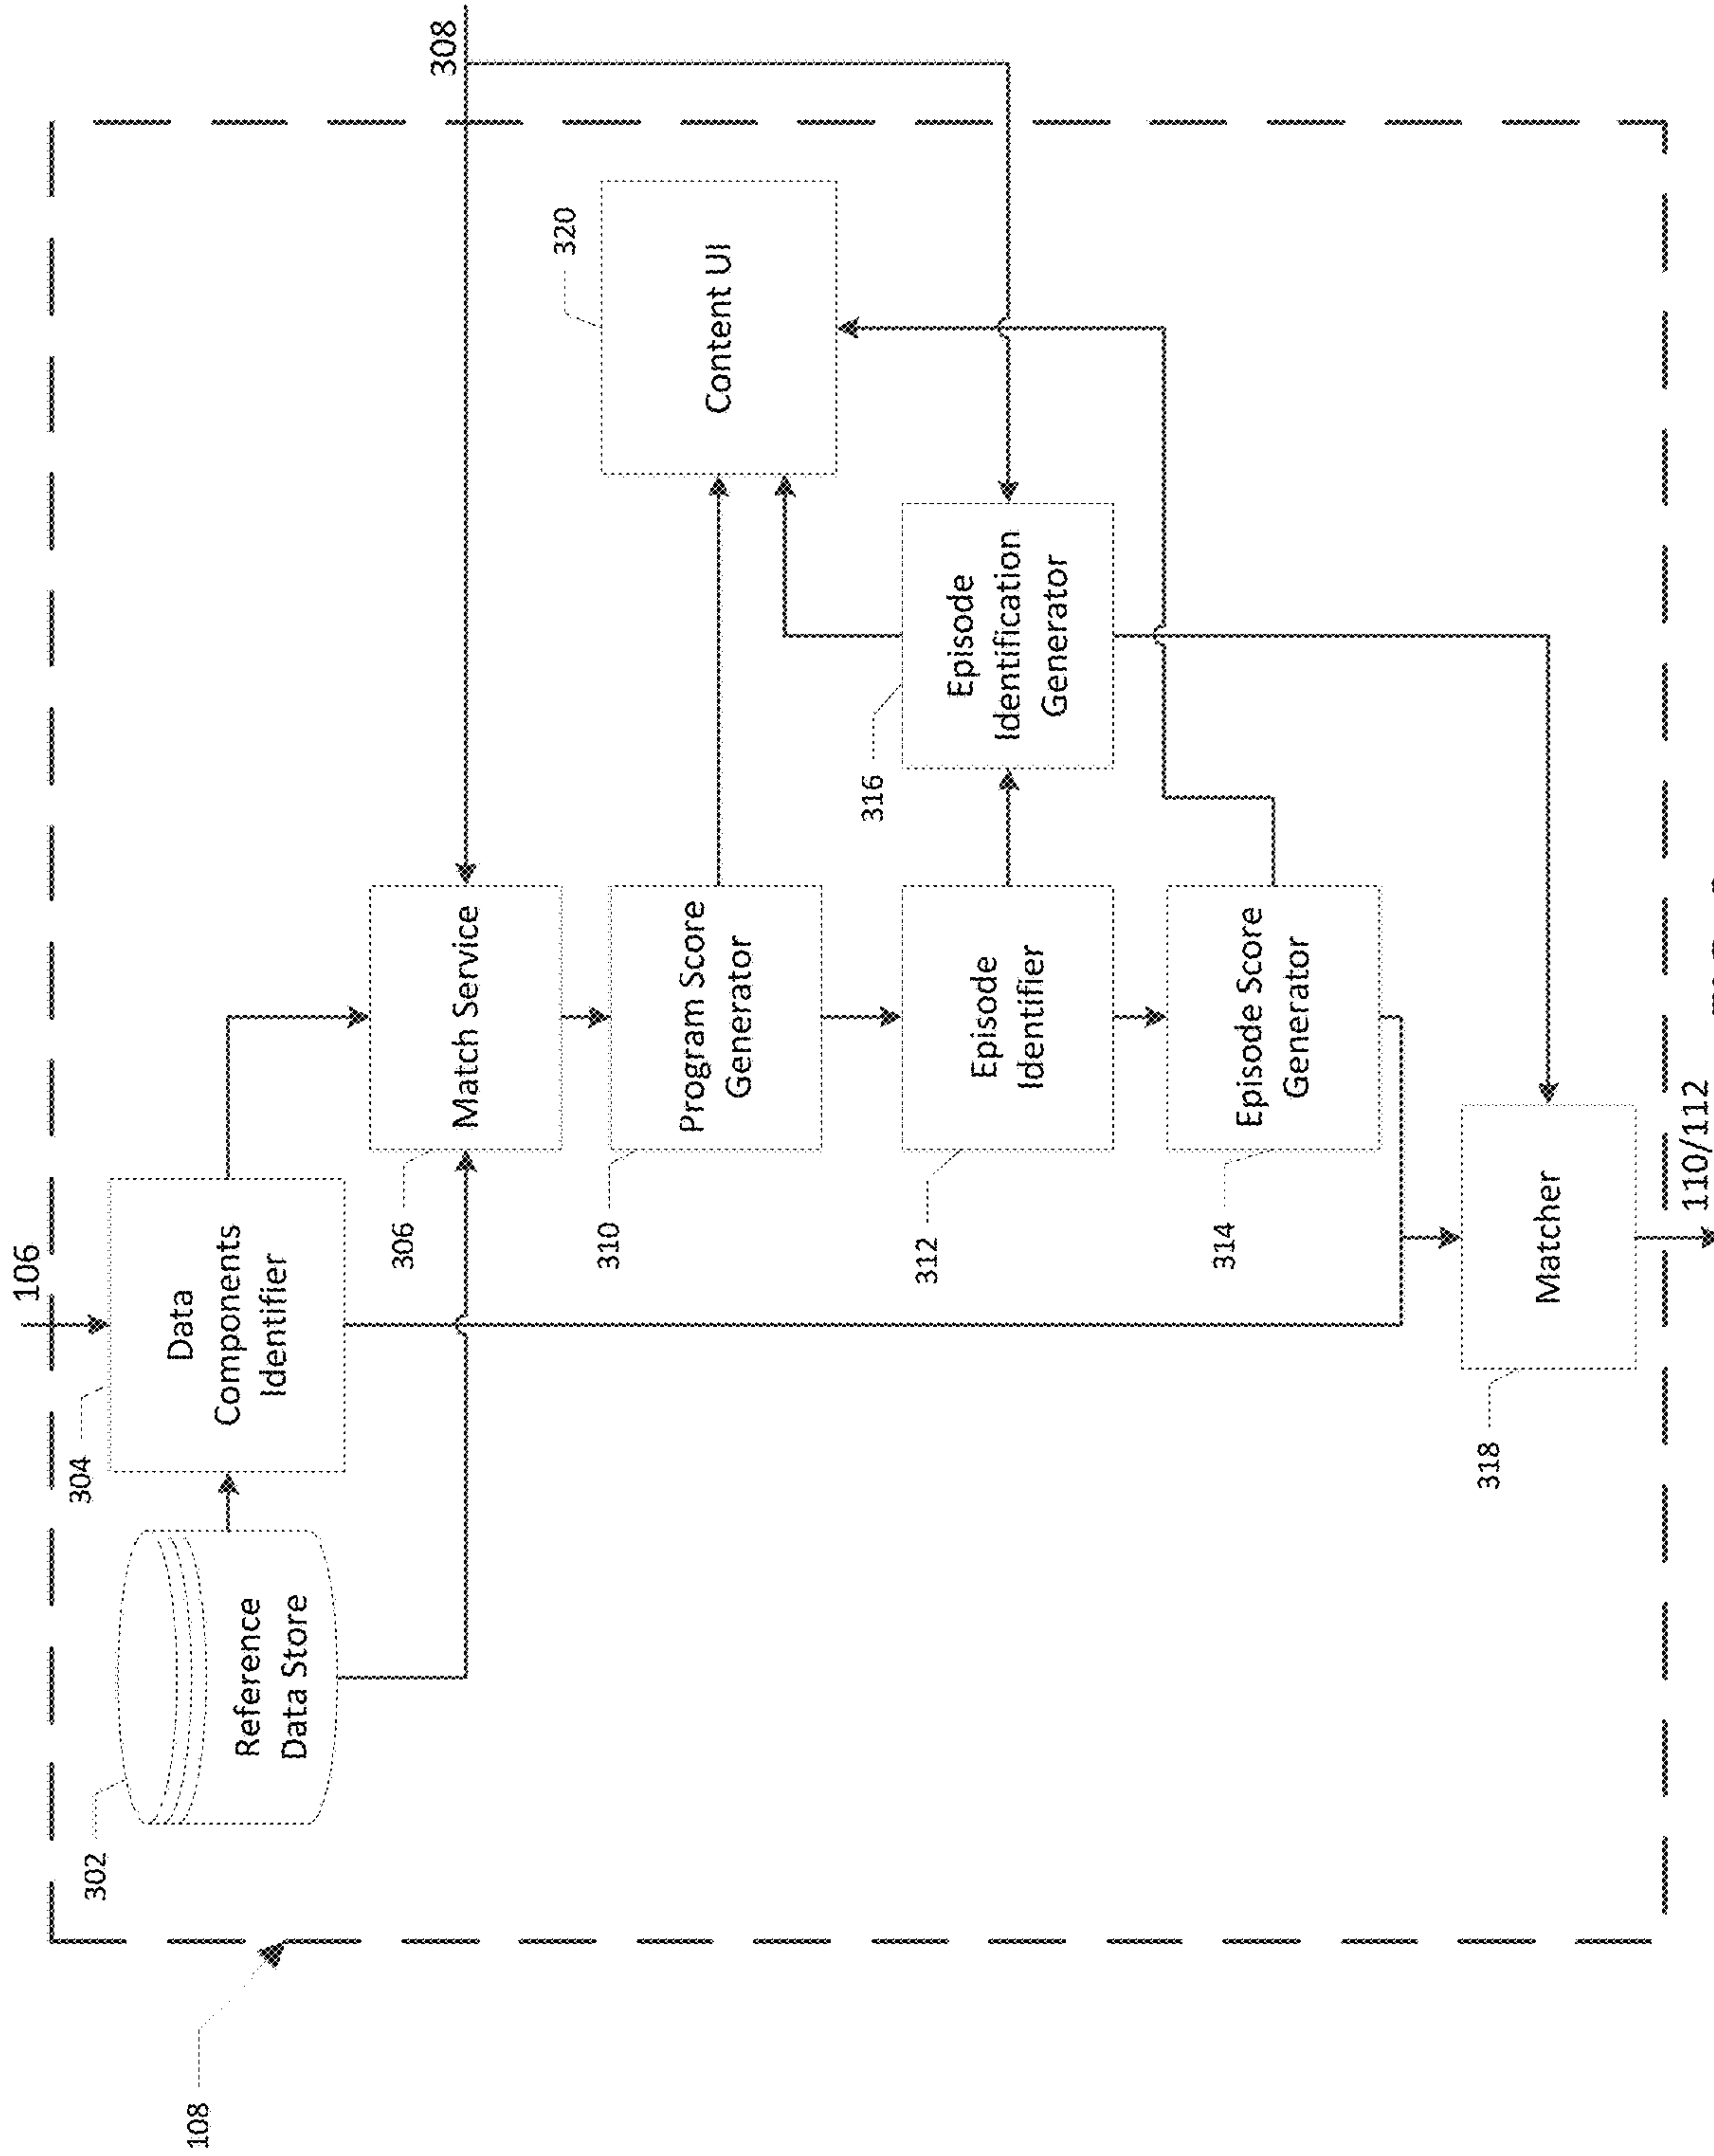 108
106
308
302
Reference
Data Store
304
Data
Components
Identifier
306
Match Service
310
Program Score
Generator
320
Content UI
312
Episode
Identifier
316
Episode
Identification
Generator
314
Episode Score
Generator
318
Matcher
110/112